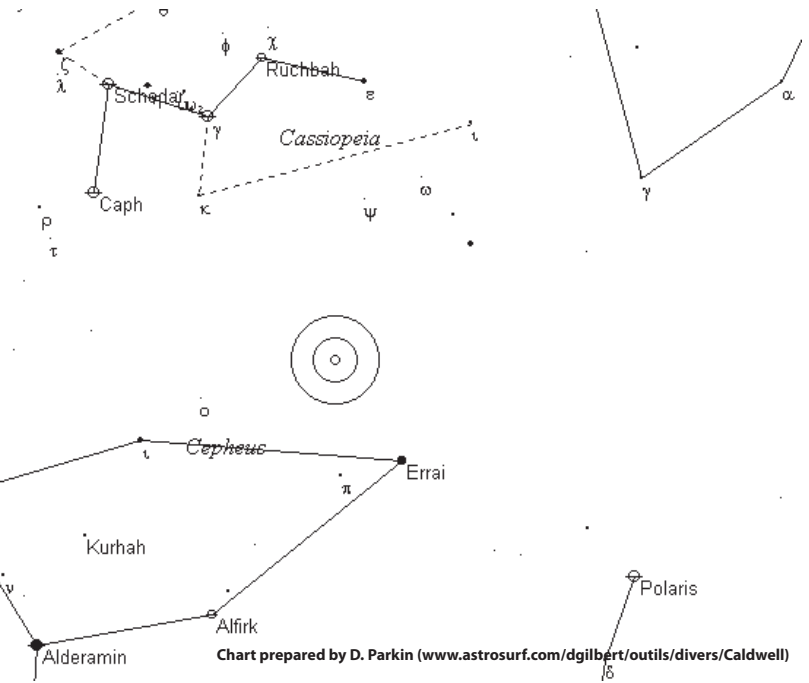 φ
χ
Ruchbah
ζ
λ
Schedar
ε
υ₂
γ
α
Cassiopeia
ι
ω
γ
Caph
κ
ψ
ρ
τ
ο
ι
Cepheus
Errai
π
Kurhah
ν
Polaris
Alfirk
Alderamin
Chart prepared by D. Parkin (www.astrosurf.com/dgilbert/outils/divers/Caldwell)
δ